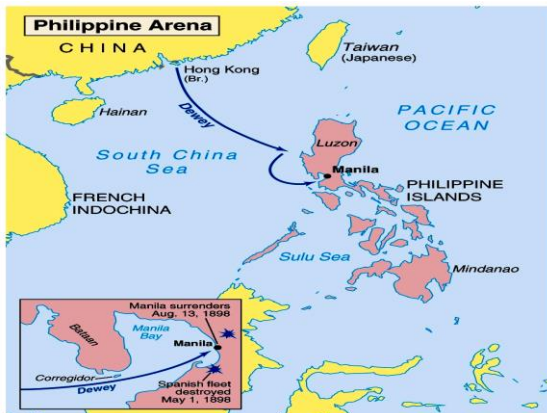 Philippine Arena
CHINA
Taiwan
(Japanese)
Hong Kong
(Br.)
Hainan
Dewey
PACIFIC
OCEAN
South China
Sea
Luzon
Manila
FRENCH
INDOCHINA
PHILIPPINE
ISLANDS
Sulu Sea
Mindanao
Manila surrenders
Aug. 13, 1898
Bataan
Manila
Bay
Manila
Corregidor
Dewey
Spanish fleet
destroyed
May 1, 1898